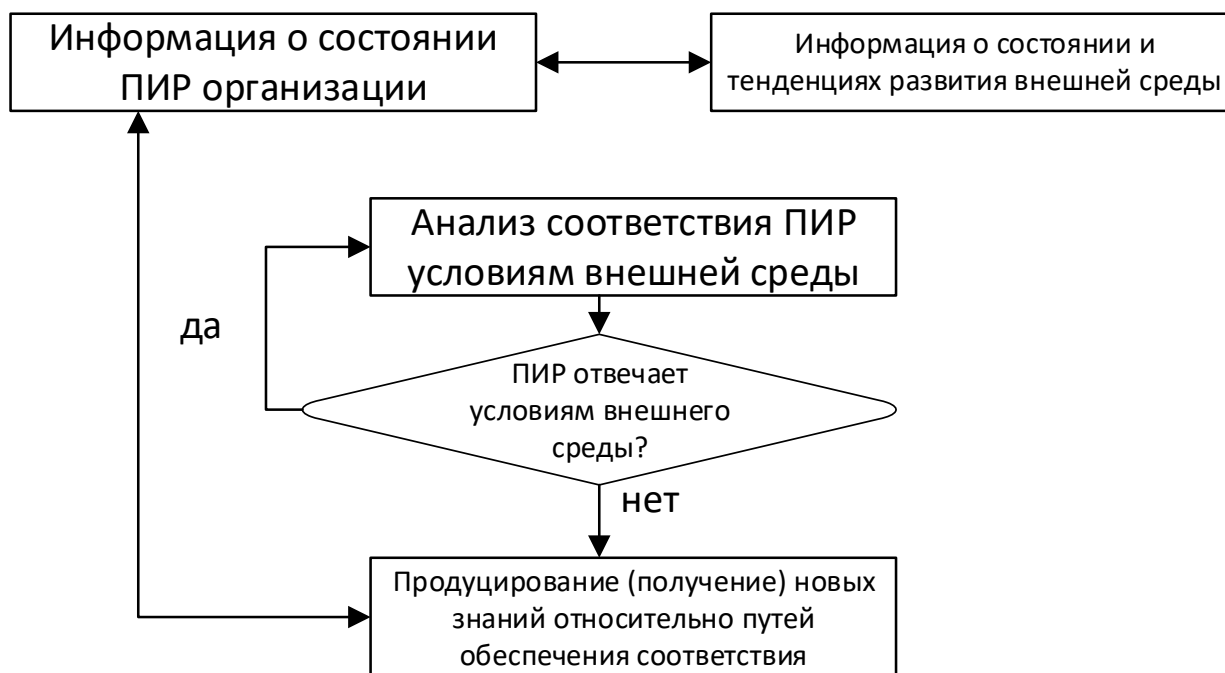 Информация о состоянии
ПИР организации
Информация о состоянии и
тенденциях развития внешней среды
Анализ соответствия ПИР
условиям внешней среды
да
ПИР отвечает
условиям внешнего
среды?
нет
Продуцирование (получение) новых
знаний относительно путей
обеспечения соответствия